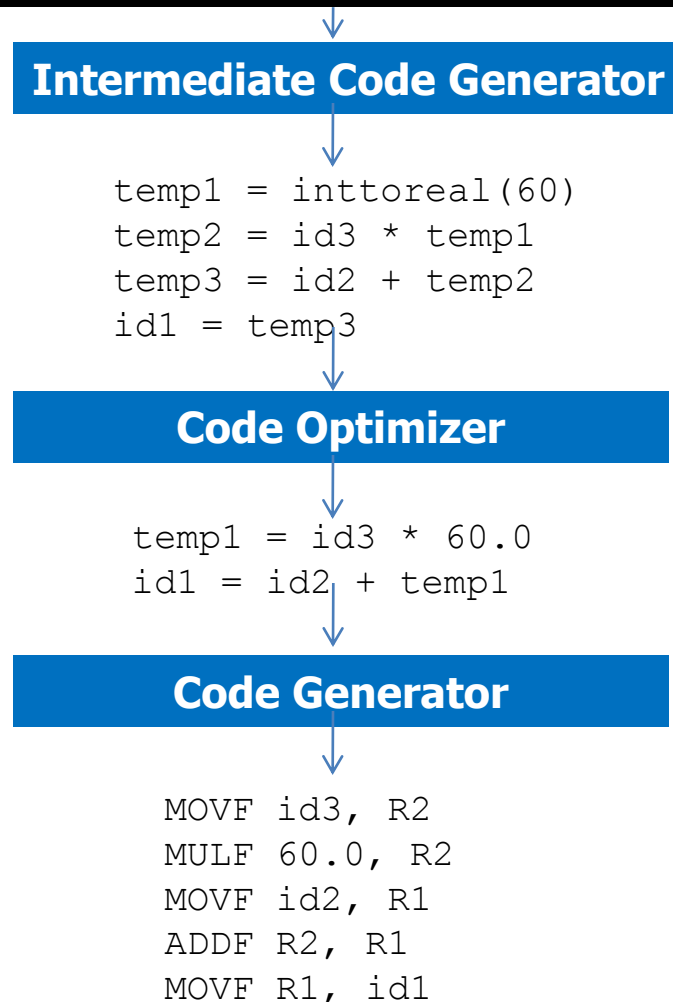 Intermediate Code Generator
temp1 = inttoreal(60)
temp2 = id3 * temp1
temp3 = id2 + temp2
id1 = temp3
Code Optimizer
temp1 = id3 * 60.0
id1 = id2 + temp1
Code Generator
MOVF id3, R2
MULF 60.0, R2
MOVF id2, R1
ADDF R2, R1
MOVF R1, id1